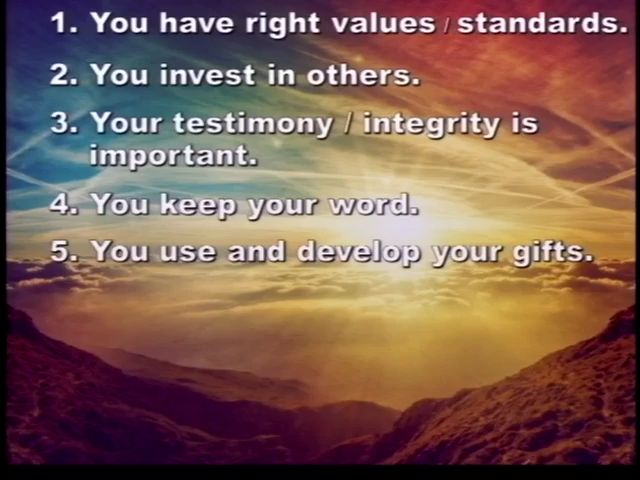 1. You have right values / standards.
2. You invest in others.
3. Your testimony / integrity is
important.
4. You keep your word.
5. You use and develop your gifts.